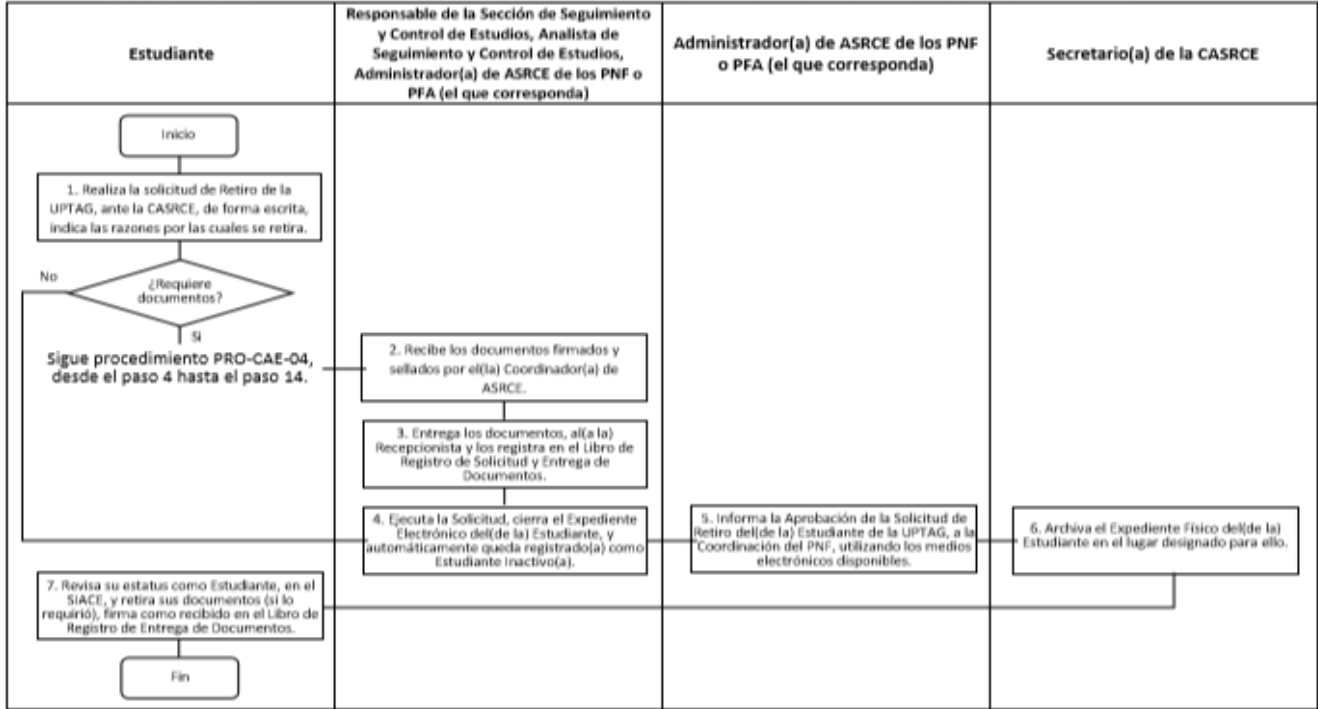 Estudiante
Responsable de la Sección de Seguimiento
y Control de Estudios, Analista de
Seguimiento y Control de Estudios,
Administrador(a) de ASRCE de los PNF o
PFA (el que corresponda)
Administrador(a) de ASRCE de los PNF
o PFA (el que corresponda)
Secretario(a) de la CASRCE
Inicio
1. Realiza la solicitud de Retiro de la
UPTAG, ante la CASRCE, de forma escrita,
indica las razones por las cuales se retira.
No
¿Requiere
documentos?
Si
Sigue procedimiento PRO-CAE-04,
desde el paso 4 hasta el paso 14.
2. Recibe los documentos firmados y
sellados por el(la) Coordinador(a) de
ASRCE.
3. Entrega los documentos, al(a la)
Recepcionista y los registra en el Libro de
Registro de Solicitud y Entrega de
Documentos.
4. Ejecuta la Solicitud, cierra el Expediente
Electrónico del(de la) Estudiante, y
automáticamente queda registrado(a) como
Estudiante Inactivo(a).
5. Informa la Aprobación de la Solicitud de
Retiro del(de la) Estudiante de la UPTAG, a la
Coordinación del PNF, utilizando los medios
electrónicos disponibles.
6. Archiva el Expediente Físico del(de la)
Estudiante en el lugar designado para ello.
7. Revisa su estatus como Estudiante, en el
SIACE, y retira sus documentos (si lo
requirió), firma como recibido en el Libro de
Registro de Entrega de Documentos.
Fin